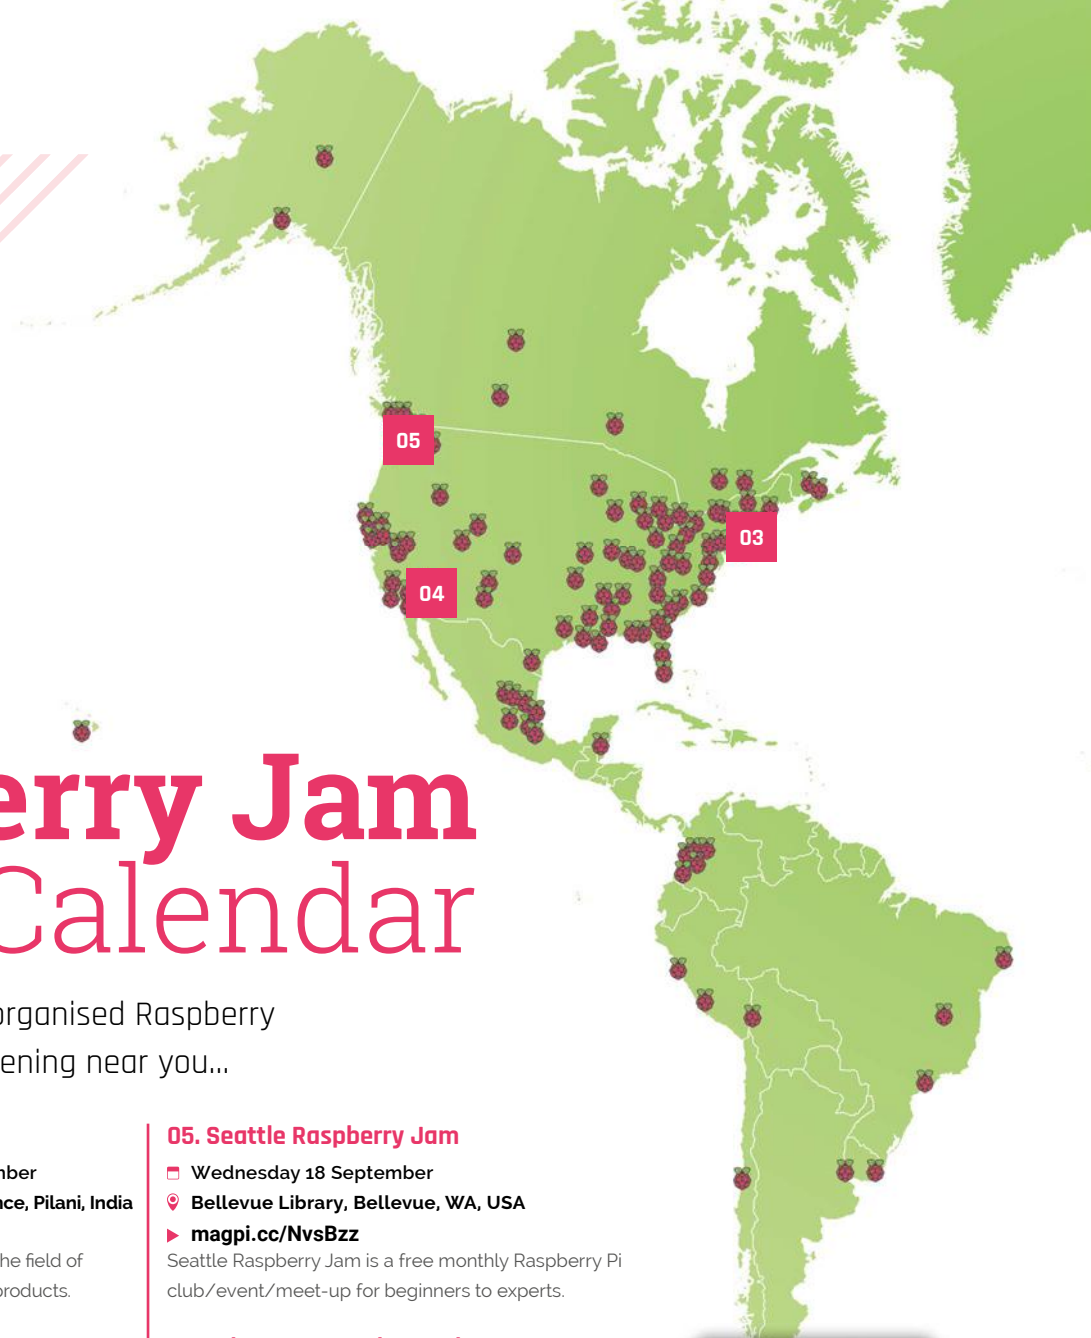 05
03
04
erry Jam
Calendar
organised Raspberry
ening near you...
nber
nce, Pilani, India
he field of
products.
05. Seattle Raspberry Jam
Wednesday 18 September
Bellevue Library, Bellevue, WA, USA
magpi.cc/NvsBzz
Seattle Raspberry Jam is a free monthly Raspberry Pi
club/event/meet-up for beginners to experts.